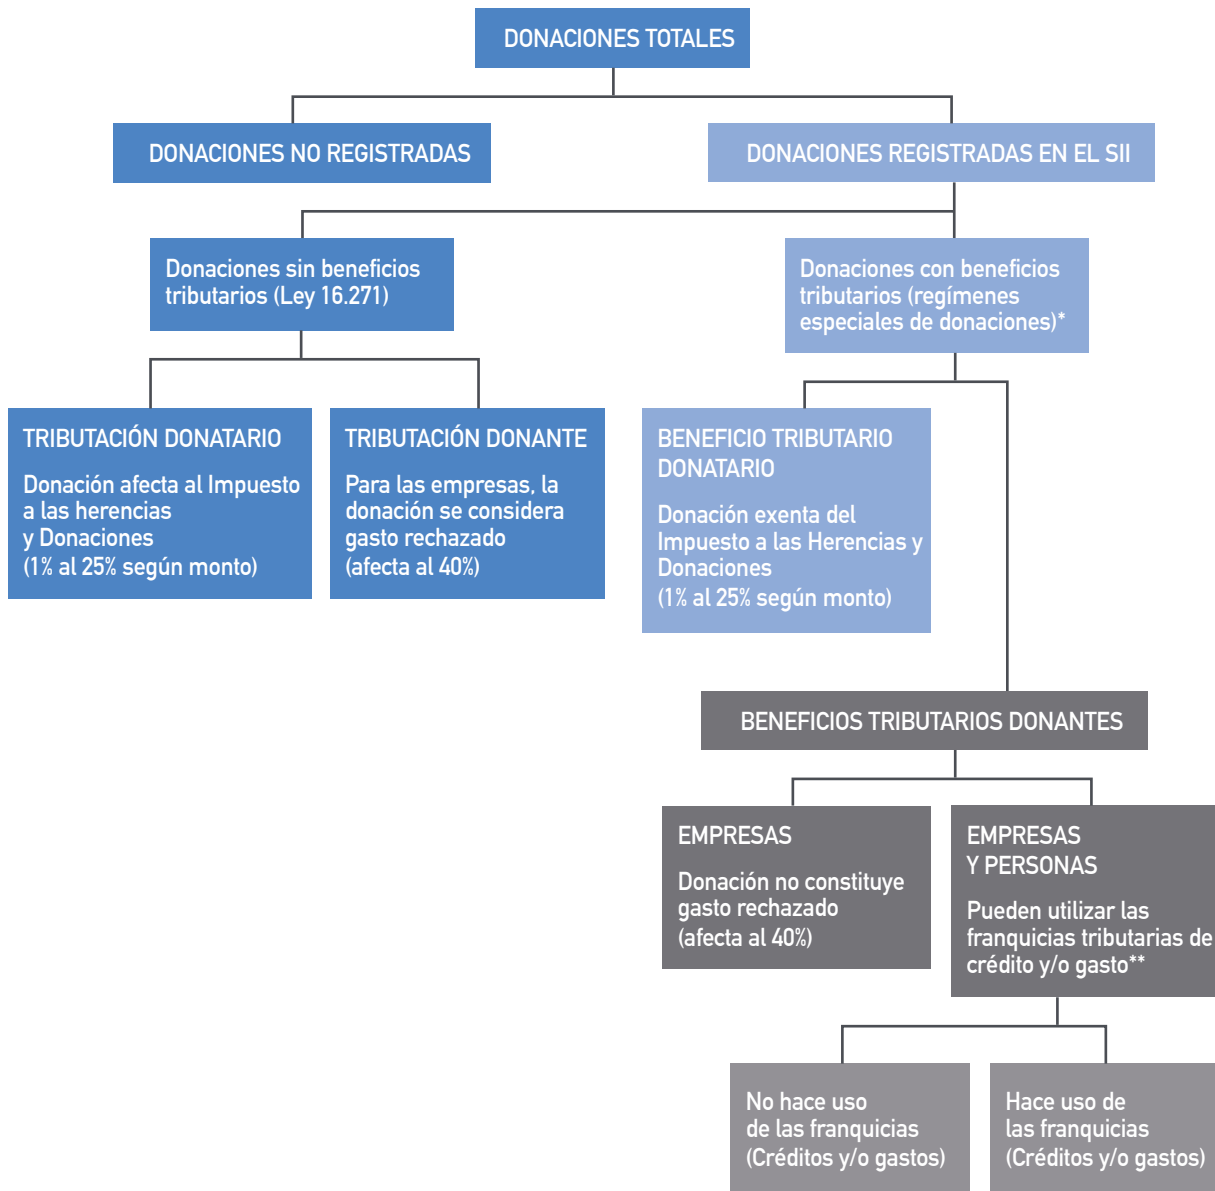 DONACIONES TOTALES
DONACIONES NO REGISTRADAS
DONACIONES REGISTRADAS EN EL SII
Donaciones sin beneficios
tributarios (Ley 16.271)
Donaciones con beneficios
tributarios (regímenes
especiales de donaciones)*
TRIBUTACIÓN DONATARIO
Donación afecta al Impuesto
a las herencias
y Donaciones
(1% al 25% según monto)
TRIBUTACIÓN DONANTE
Para las empresas, la
donación se considera
gasto rechazado
(afecta al 40%)
BENEFICIO TRIBUTARIO
DONATARIO
Donación exenta del
Impuesto a las Herencias y
Donaciones
(1% al 25% según monto)
BENEFICIOS TRIBUTARIOS DONANTES
EMPRESAS
Donación no constituye
gasto rechazado
(afecta al 40%)
EMPRESAS
Y PERSONAS
Pueden utilizar las
franquicias tributarias de
crédito y/o gasto**
No hace uso
de las franquicias
(Créditos y/o gastos)
Hace uso de
las franquicias
(Créditos y/o gastos)